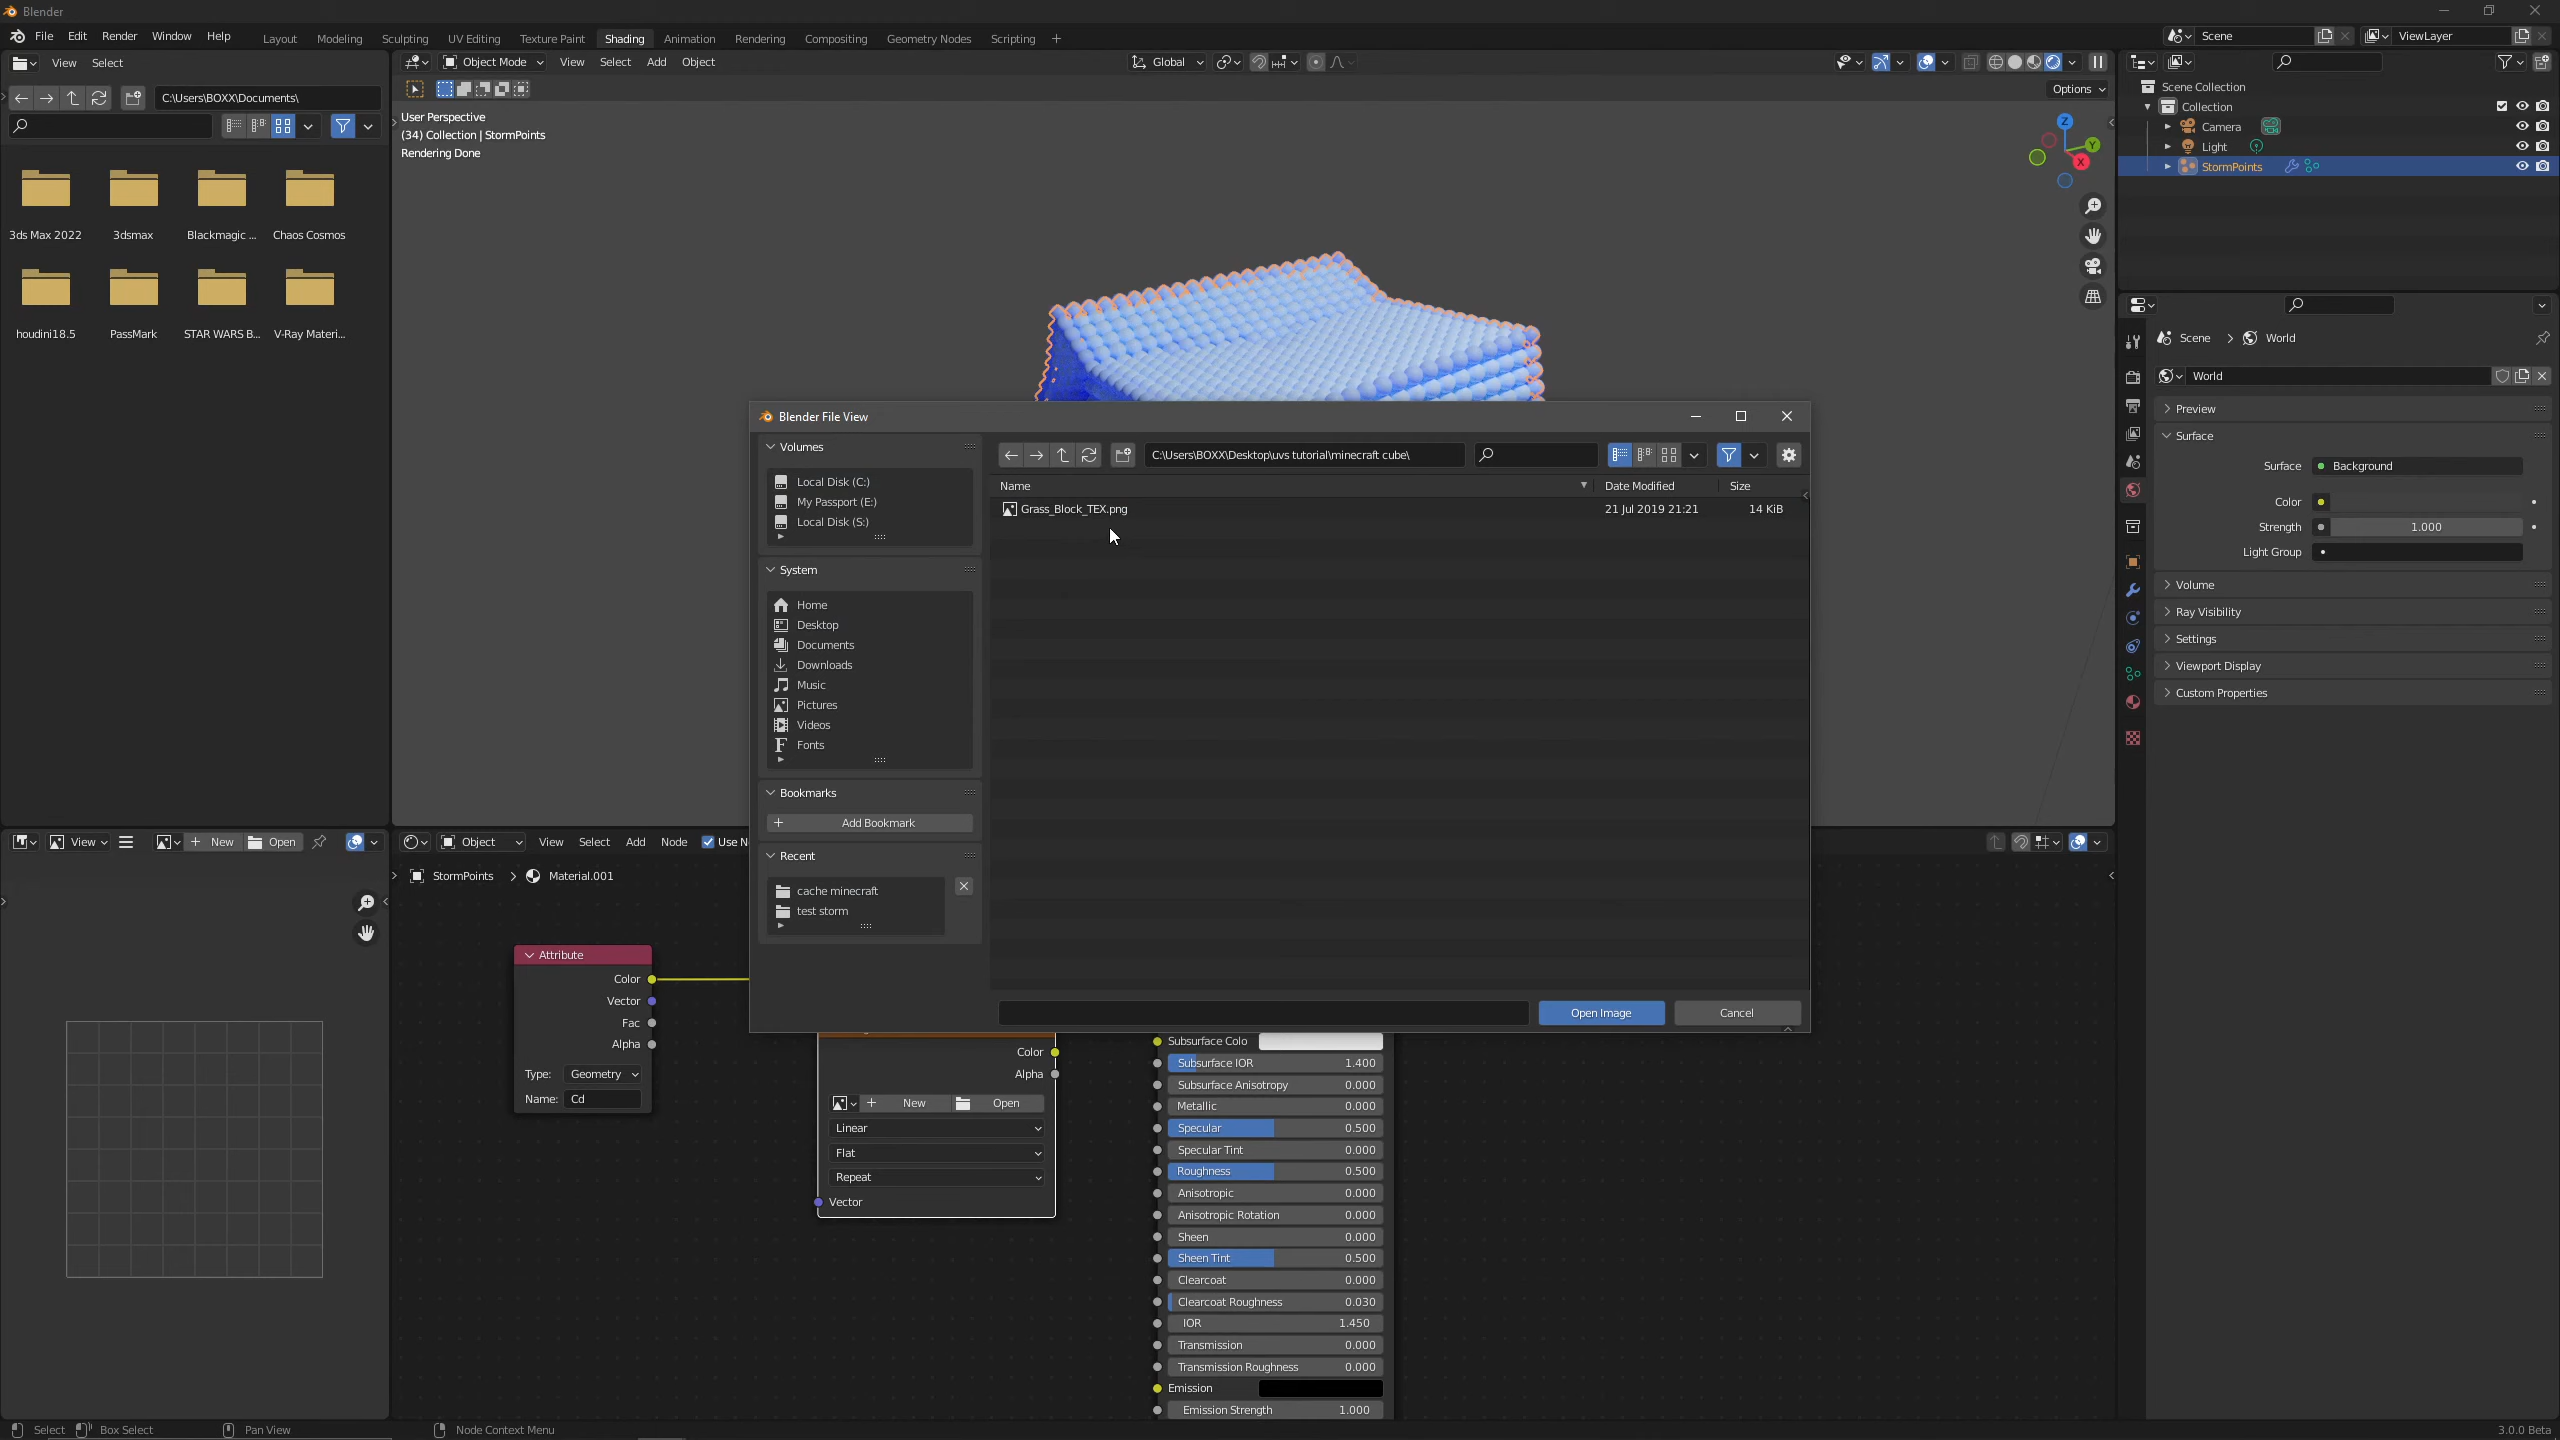 Blender
File Edit Render Window Help
Layout Modeling Sculpting UV Editing Texture Paint Shading Animation Rendering Compositing Geometry Nodes Scripting +
Scene
ViewLayer
View Select
Object Mode View Select Add Object
Global
C:\Users\BOXX\Documents\
Options
3ds Max 2022 3dsmax Blackmagic ... Chaos Cosmos
houdini18.5 PassMark STAR WARS B... V-Ray Materi...
User Perspective
(34) Collection | StormPoints
Rendering Done
Z
Y
X
Scene Collection
Collection
Camera
Light
StormPoints
Scene > World
World
Preview
Surface
Surface Background
Color
Strength 1.000
Light Group
Volume
Ray Visibility
Settings
Viewport Display
Custom Properties
Blender File View
Volumes
Local Disk (C:)
My Passport (E:)
Local Disk (S:)
System
Home
Desktop
Documents
Downloads
Music
Pictures
Videos
Fonts
Bookmarks
Add Bookmark
Recent
cache minecraft
test storm
C:\Users\BOXX\Desktop\uvs tutorial\minecraft cube\
Name Date Modified Size
Grass_Block_TEX.png 21 Jul 2019 21:21 14 KiB
Open Image Cancel
View + New Open
Object View Select Add Node Use N
StormPoints > Material.001
Attribute
Color
Vector
Fac
Alpha
Type: Geometry
Name: Cd
Color
Alpha
+ New Open
Linear
Flat
Repeat
Vector
Subsurface Colo
Subsurface IOR 1.400
Subsurface Anisotropy 0.000
Metallic 0.000
Specular 0.500
Specular Tint 0.000
Roughness 0.500
Anisotropic 0.000
Anisotropic Rotation 0.000
Sheen 0.000
Sheen Tint 0.500
Clearcoat 0.000
Clearcoat Roughness 0.030
IOR 1.450
Transmission 0.000
Transmission Roughness 0.000
Emission
Emission Strength 1.000
Select Box Select Pan View Node Context Menu
3.0.0 Beta